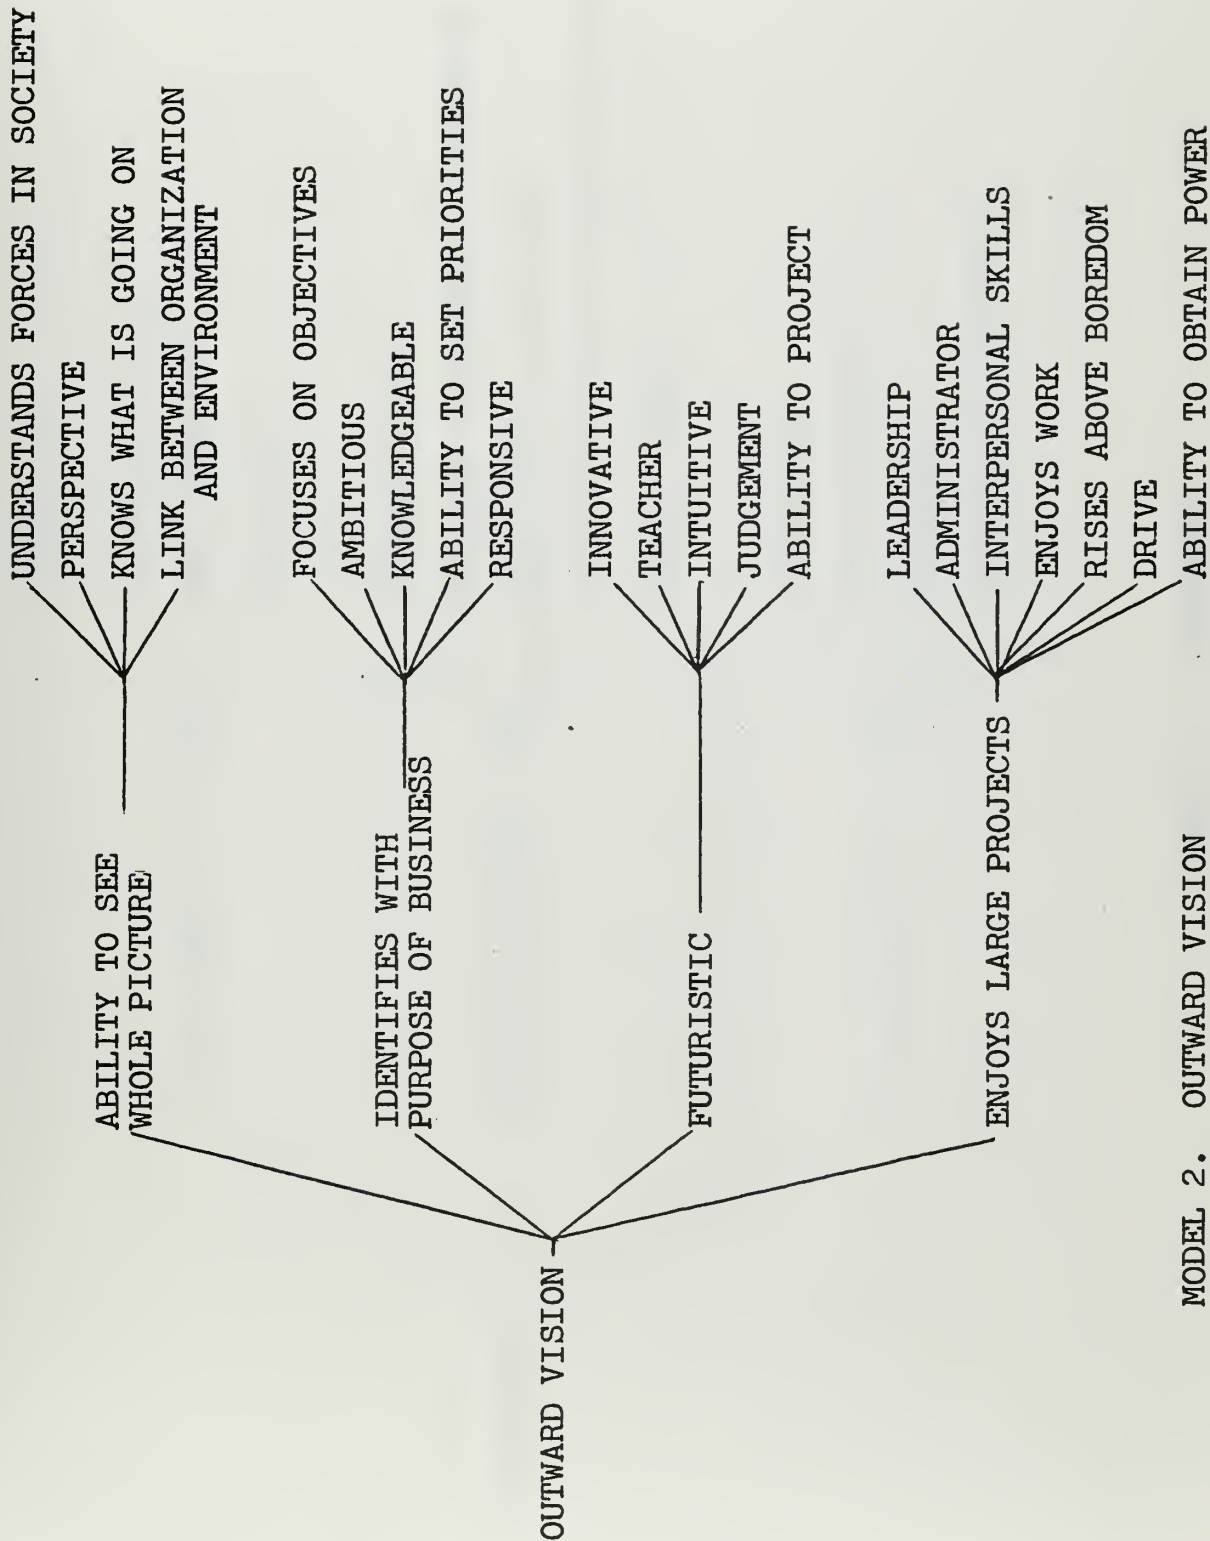 OUTWARD VISION
ABILITY TO SEE
WHOLE PICTURE
UNDERSTANDS FORCES IN SOCIETY
PERSPECTIVE
KNOWS WHAT IS GOING ON
LINK BETWEEN ORGANIZATION
AND ENVIRONMENT
IDENTIFIES WITH
PURPOSE OF BUSINESS
FOCUSES ON OBJECTIVES
AMBITIOUS
KNOWLEDGEABLE
ABILITY TO SET PRIORITIES
RESPONSIVE
FUTURISTIC
INNOVATIVE
TEACHER
INTUITIVE
JUDGEMENT
ABILITY TO PROJECT
ENJOYS LARGE PROJECTS
LEADERSHIP
ADMINISTRATOR
INTERPERSONAL SKILLS
ENJOYS WORK
RISES ABOVE BOREDOM
DRIVE
ABILITY TO OBTAIN POWER
MODEL 2. OUTWARD VISION